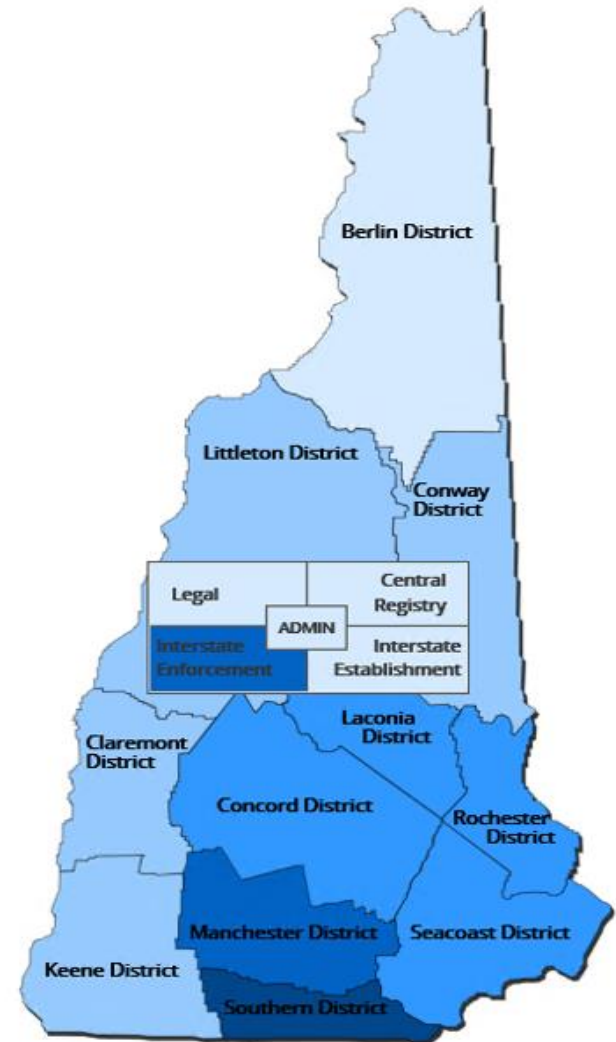 Berlin District
Littleton District
Conway
District
Legal
Central
Registry
ADMIN
Interstate
Enforcement
Interstate
Establishment
Claremont
District
Laconia
District
Concord District
Rochester
District
Manchester District
Seacoast District
Keene District
Southern District